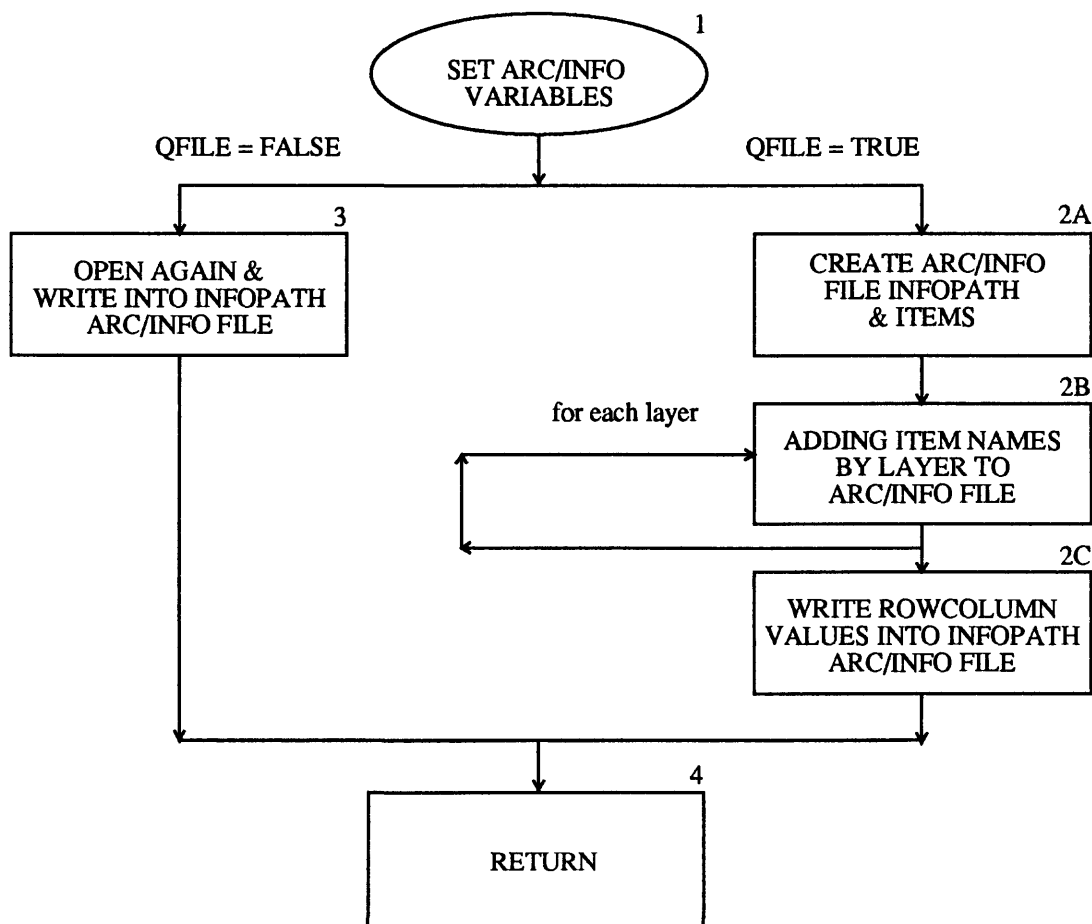 1
SET ARC/INFO
VARIABLES
QFILE = FALSE
QFILE = TRUE
3
OPEN AGAIN &
WRITE INTO INFOPATH
ARC/INFO FILE
2A
CREATE ARC/INFO
FILE INFOPATH
& ITEMS
for each layer
2B
ADDING ITEM NAMES
BY LAYER TO
ARC/INFO FILE
2C
WRITE ROWCOLUMN
VALUES INTO INFOPATH
ARC/INFO FILE
4
RETURN